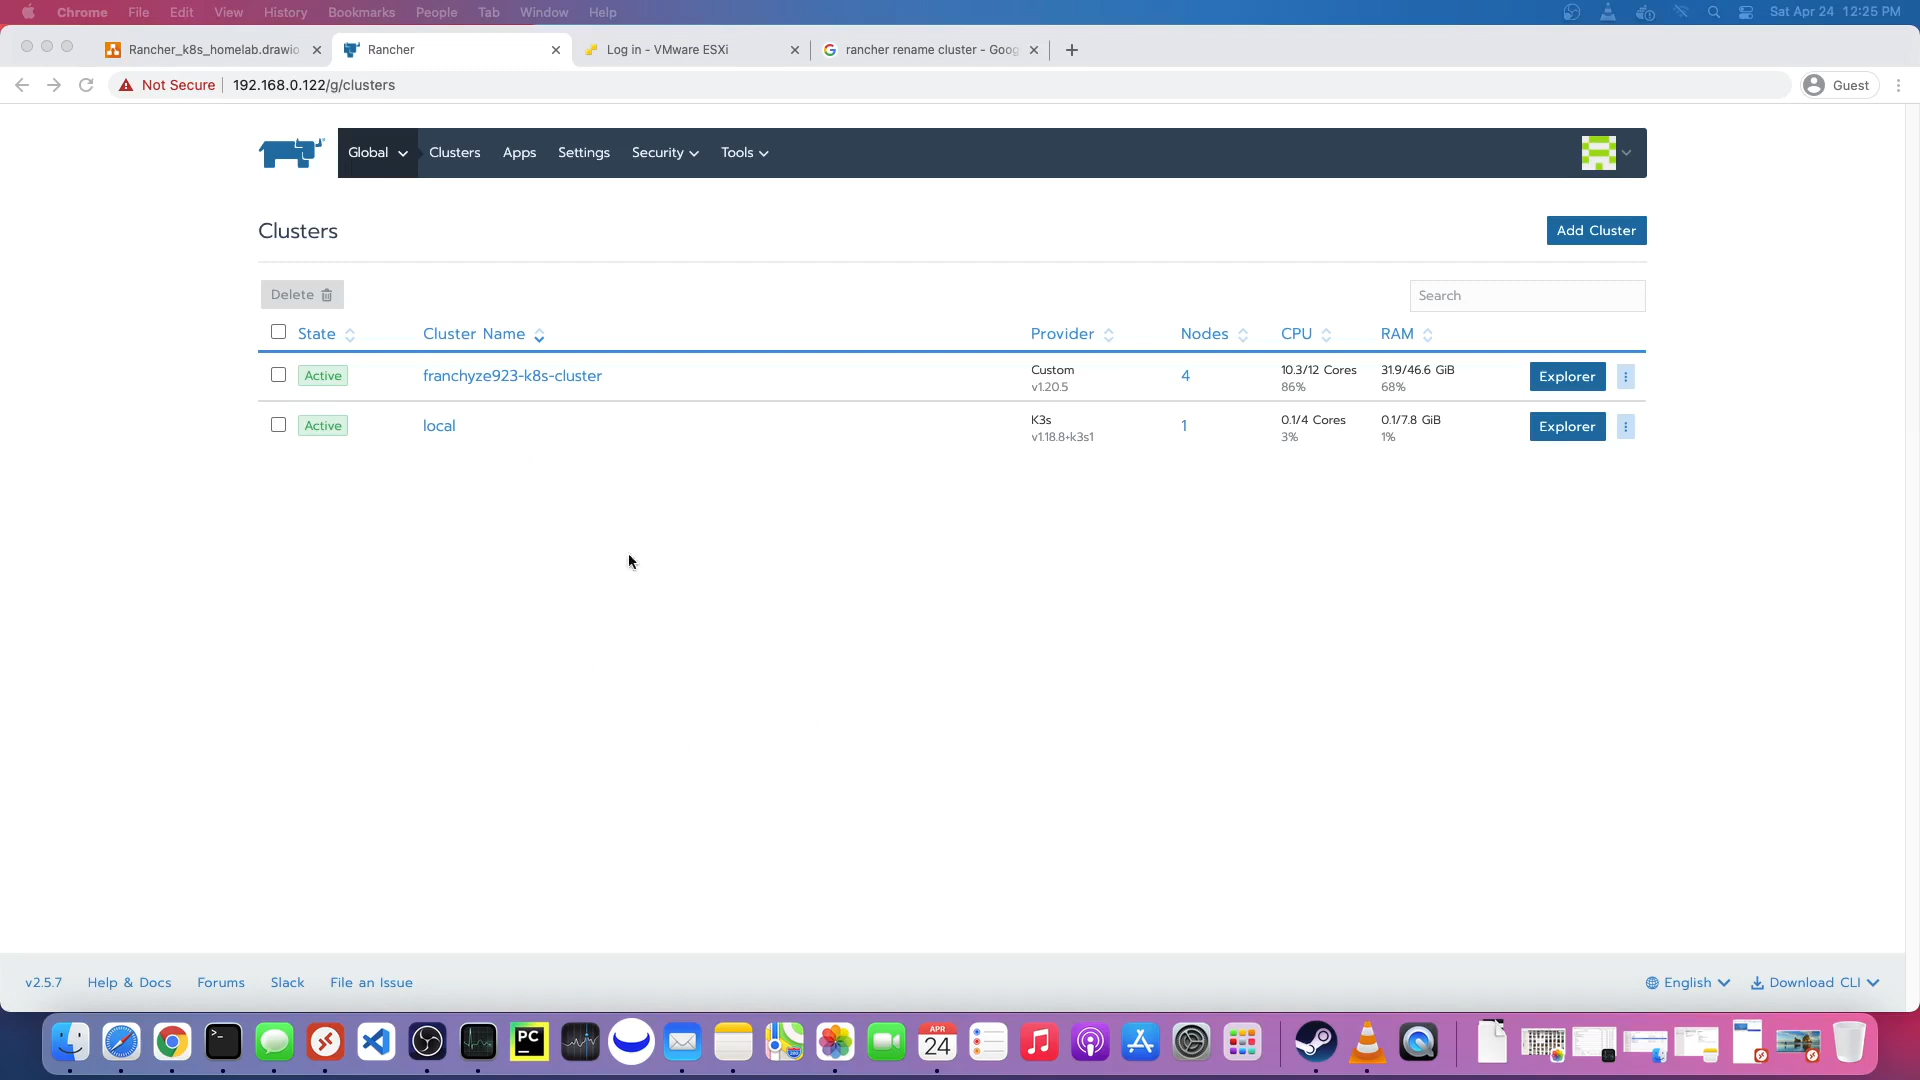 Chrome File Edit View History Bookmarks People Tab Window Help Sat Apr 24 12:25 PM
Rancher_k8s_homelab.drawio Rancher Log in - VMware ESXi rancher rename cluster - Goog
Not Secure 192.168.0.122/g/clusters Guest
Global Clusters Apps Settings Security Tools
Clusters Add Cluster
Delete Search
State Cluster Name Provider Nodes CPU RAM
Active franchyze923-k8s-cluster Custom 4 10.3/12 Cores 31.9/46.6 GiB Explorer
v1.20.5 86% 68%
Active local K3s 1 0.1/4 Cores 0.1/7.8 GiB Explorer
v1.18.8+k3s1 3% 1%
v2.5.7 Help & Docs Forums Slack File an Issue English Download CLI
PC
APR
24